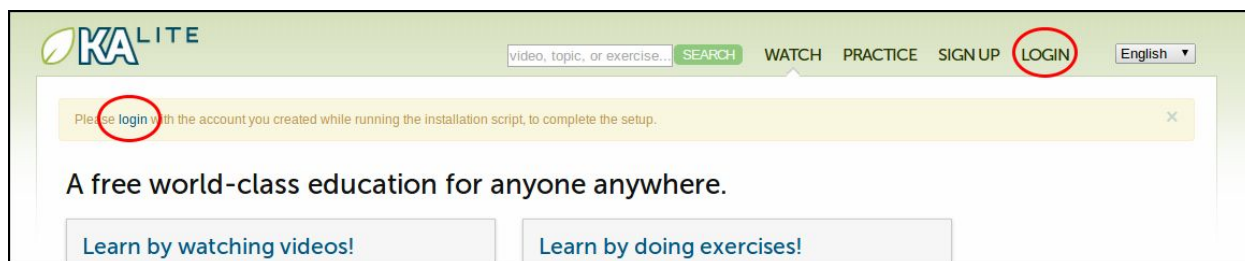 KALITE
video, topic, or exercise... SEARCH WATCH PRACTICE SIGN UP LOGIN English
Please login with the account you created while running the installation script, to complete the setup. ×
A free world-class education for anyone anywhere.
Learn by watching videos! Learn by doing exercises!